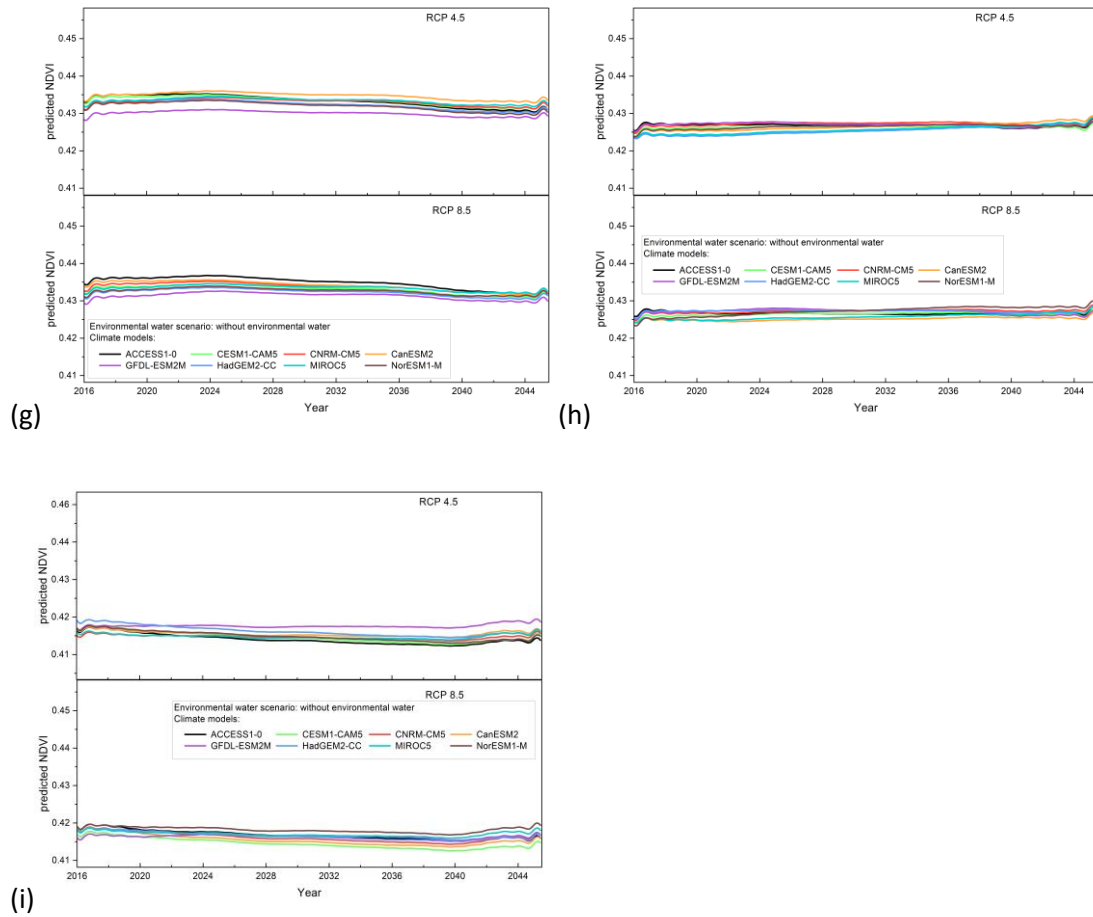 RCP 4.5
0.45
0.44
0.43
0.42
0.41
predicted NDVI
RCP 8.5
0.45
0.44
0.43
0.42
0.41
predicted NDVI
Environmental water scenario: without environmental water
Climate models:
ACCESS1-0 CESM1-CAM5 CNRM-CM5 CanESM2
GFDL-ESM2M HadGEM2-CC MIROC5 NorESM1-M
2016 2020 2024 2028 2032 2036 2040 2044
Year
(g)
RCP 4.5
0.45
0.44
0.43
0.42
0.41
predicted NDVI
RCP 8.5
0.45
0.44
0.43
0.42
0.41
predicted NDVI
Environmental water scenario: without environmental water
Climate models:
ACCESS1-0 CESM1-CAM5 CNRM-CM5 CanESM2
GFDL-ESM2M HadGEM2-CC MIROC5 NorESM1-M
2016 2020 2024 2028 2032 2036 2040 2044
Year
(h)
RCP 4.5
0.46
0.45
0.44
0.43
0.42
0.41
predicted NDVI
RCP 8.5
0.45
0.44
0.43
0.42
0.41
predicted NDVI
Environmental water scenario: without environmental water
Climate models:
ACCESS1-0 CESM1-CAM5 CNRM-CM5 CanESM2
GFDL-ESM2M HadGEM2-CC MIROC5 NorESM1-M
2016 2020 2024 2028 2032 2036 2040 2044
Year
(i)